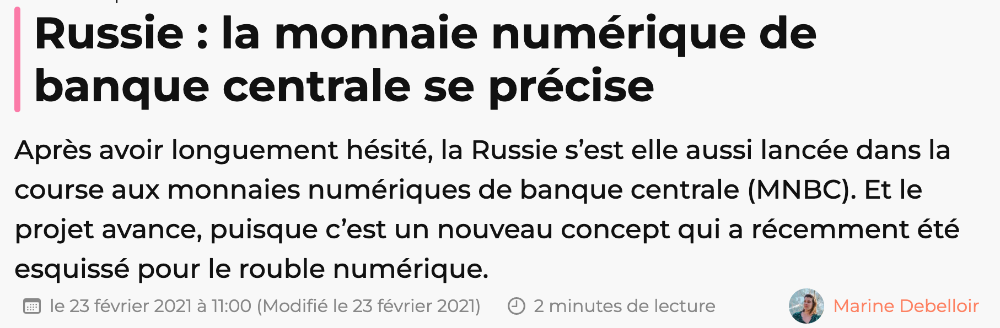 Russie : la monnaie numérique de
banque centrale se précise
Après avoir longuement hésité, la Russie s’est elle aussi lancée dans la
course aux monnaies numériques de banque centrale (MNBC). Et le
projet avance, puisque c’est un nouveau concept qui a récemment été
esquissé pour le rouble numérique.
le 23 février 2021 à 11:00 (Modifié le 23 février 2021) 2 minutes de lecture Marine Debelloir